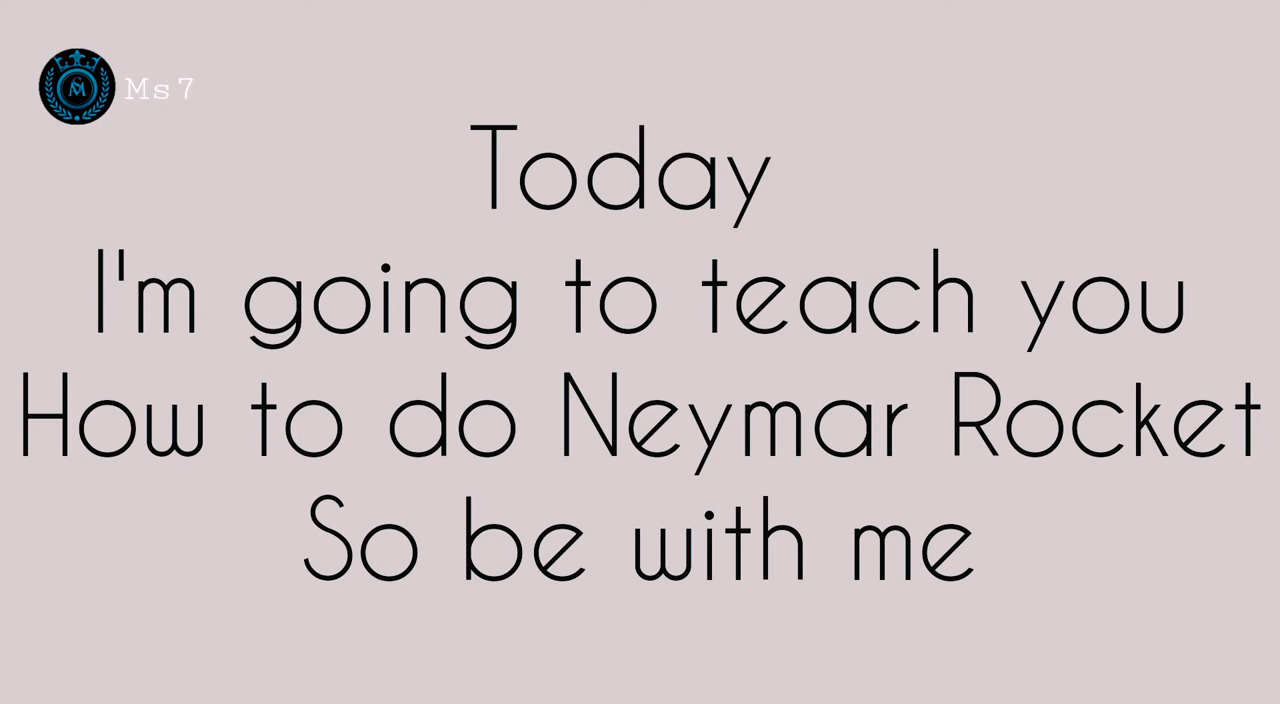 Ms7
Today
I'm going to teach you
How to do Neymar Rocket
So be with me